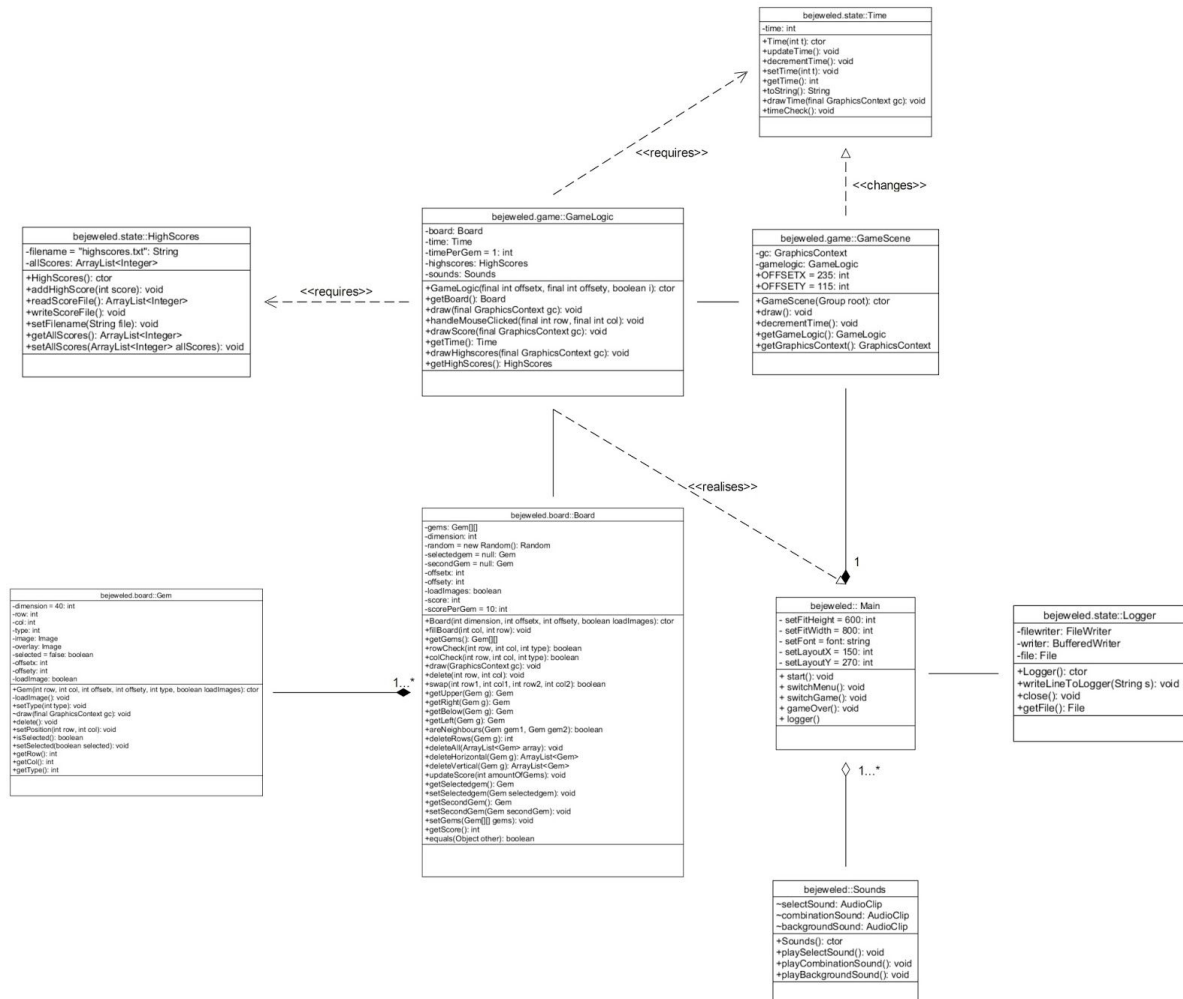 bejeweled.state::Time
-time: int
+Time(int t): ctor
+updateTime(): void
+decrementTime(): void
+setTime(int t): void
+getTime(): int
+toString(): String
+drawTime(final GraphicsContext gc): void
+timeCheck(): void
<<requires>>
<<changes>>
bejeweled.state::HighScores
-filename = "highscores.txt": String
-allScores: ArrayList<Integer>
+HighScores(): ctor
+addHighScore(int score): void
+readScoreFile(): ArrayList<Integer>
+writeScoreFile(): void
+setFilename(String file): void
+getAllScores(): ArrayList<Integer>
+setAllScores(ArrayList<Integer> allScores): void
<<requires>>
bejeweled.game::GameLogic
-board: Board
-time: Time
-timePerGem = 1: int
-highscores: HighScores
-sounds: Sounds
+GameLogic(final int offsetx, final int offsety, boolean i): ctor
+getBoard(): Board
+draw(final GraphicsContext gc): void
+handleMouseClicked(final int row, final int col): void
+drawScore(final GraphicsContext gc): void
+getTime(): Time
+drawHighscores(final GraphicsContext gc): void
+getHighScores(): HighScores
bejeweled.game::GameScene
-gc: GraphicsContext
-gamelogic: GameLogic
+OFFSETX = 235: int
+OFFSETY = 115: int
+GameScene(Group root): ctor
+draw(): void
+decrementTime(): void
+getGameLogic(): GameLogic
+getGraphicsContext(): GraphicsContext
<<realises>>
1
bejeweled.board::Gem
-dimension = 40: int
-row: int
-col: int
-type: int
-image: Image
-overlay: Image
-selected = false: boolean
-offsetx: int
-offsety: int
-loadImage: boolean
+Gem(int row, int col, int offsetx, int offsety, int type, boolean loadImages): ctor
-loadImage(): void
+setType(int type): void
~draw(final GraphicsContext gc): void
+delete(): void
+setPosition(int row, int col): void
+isSelected(): boolean
+setSelected(boolean selected): void
+getRow(): int
+getCol(): int
+getType(): int
1...*
bejeweled.board::Board
-gems: Gem[][]
-dimension: int
-random = new Random(): Random
-selectedgem = null: Gem
-secondGem = null: Gem
-offsetx: int
-offsety: int
-loadImages: boolean
-score: int
-scorePerGem = 10: int
+Board(int dimension, int offsetx, int offsety, boolean loadImages): ctor
+fillBoard(int col, int row): void
+getGems(): Gem[][]
+rowCheck(int row, int col, int type): boolean
+colCheck(int row, int col, int type): boolean
+draw(GraphicsContext gc): void
+delete(int row, int col): void
+swap(int row1, int col1, int row2, int col2): boolean
+getUpper(Gem g): Gem
+getRight(Gem g): Gem
+getBelow(Gem g): Gem
+getLeft(Gem g): Gem
+areNeighbours(Gem gem1, Gem gem2): boolean
+deleteRows(Gem g): int
+deleteAll(ArrayList<Gem> array): void
+deleteHorizontal(Gem g): ArrayList<Gem>
+deleteVertical(Gem g): ArrayList<Gem>
+updateScore(int amountOfGems): void
+getSelectedgem(): Gem
+setSelectedgem(Gem selectedgem): void
+getSecondGem(): Gem
+setSecondGem(Gem secondGem): void
+setGems(Gem[][] gems): void
+getScore(): int
+equals(Object other): boolean
bejeweled:: Main
- setFitHeight = 600: int
- setFitWidth = 800: int
- setFont = font: string
- setLayoutX = 150: int
- setLayoutY = 270: int
+ start(): void
+ switchMenu(): void
+ switchGame(): void
+ gameOver(): void
+ logger()
bejeweled.state::Logger
-filewriter: FileWriter
-writer: BufferedWriter
-file: File
+Logger(): ctor
+writeLineToLogger(String s): void
+close(): void
+getFile(): File
1...*
bejeweled::Sounds
~selectSound: AudioClip
~combinationSound: AudioClip
~backgroundSound: AudioClip
+Sounds(): ctor
+playSelectSound(): void
+playCombinationSound(): void
+playBackgroundSound(): void